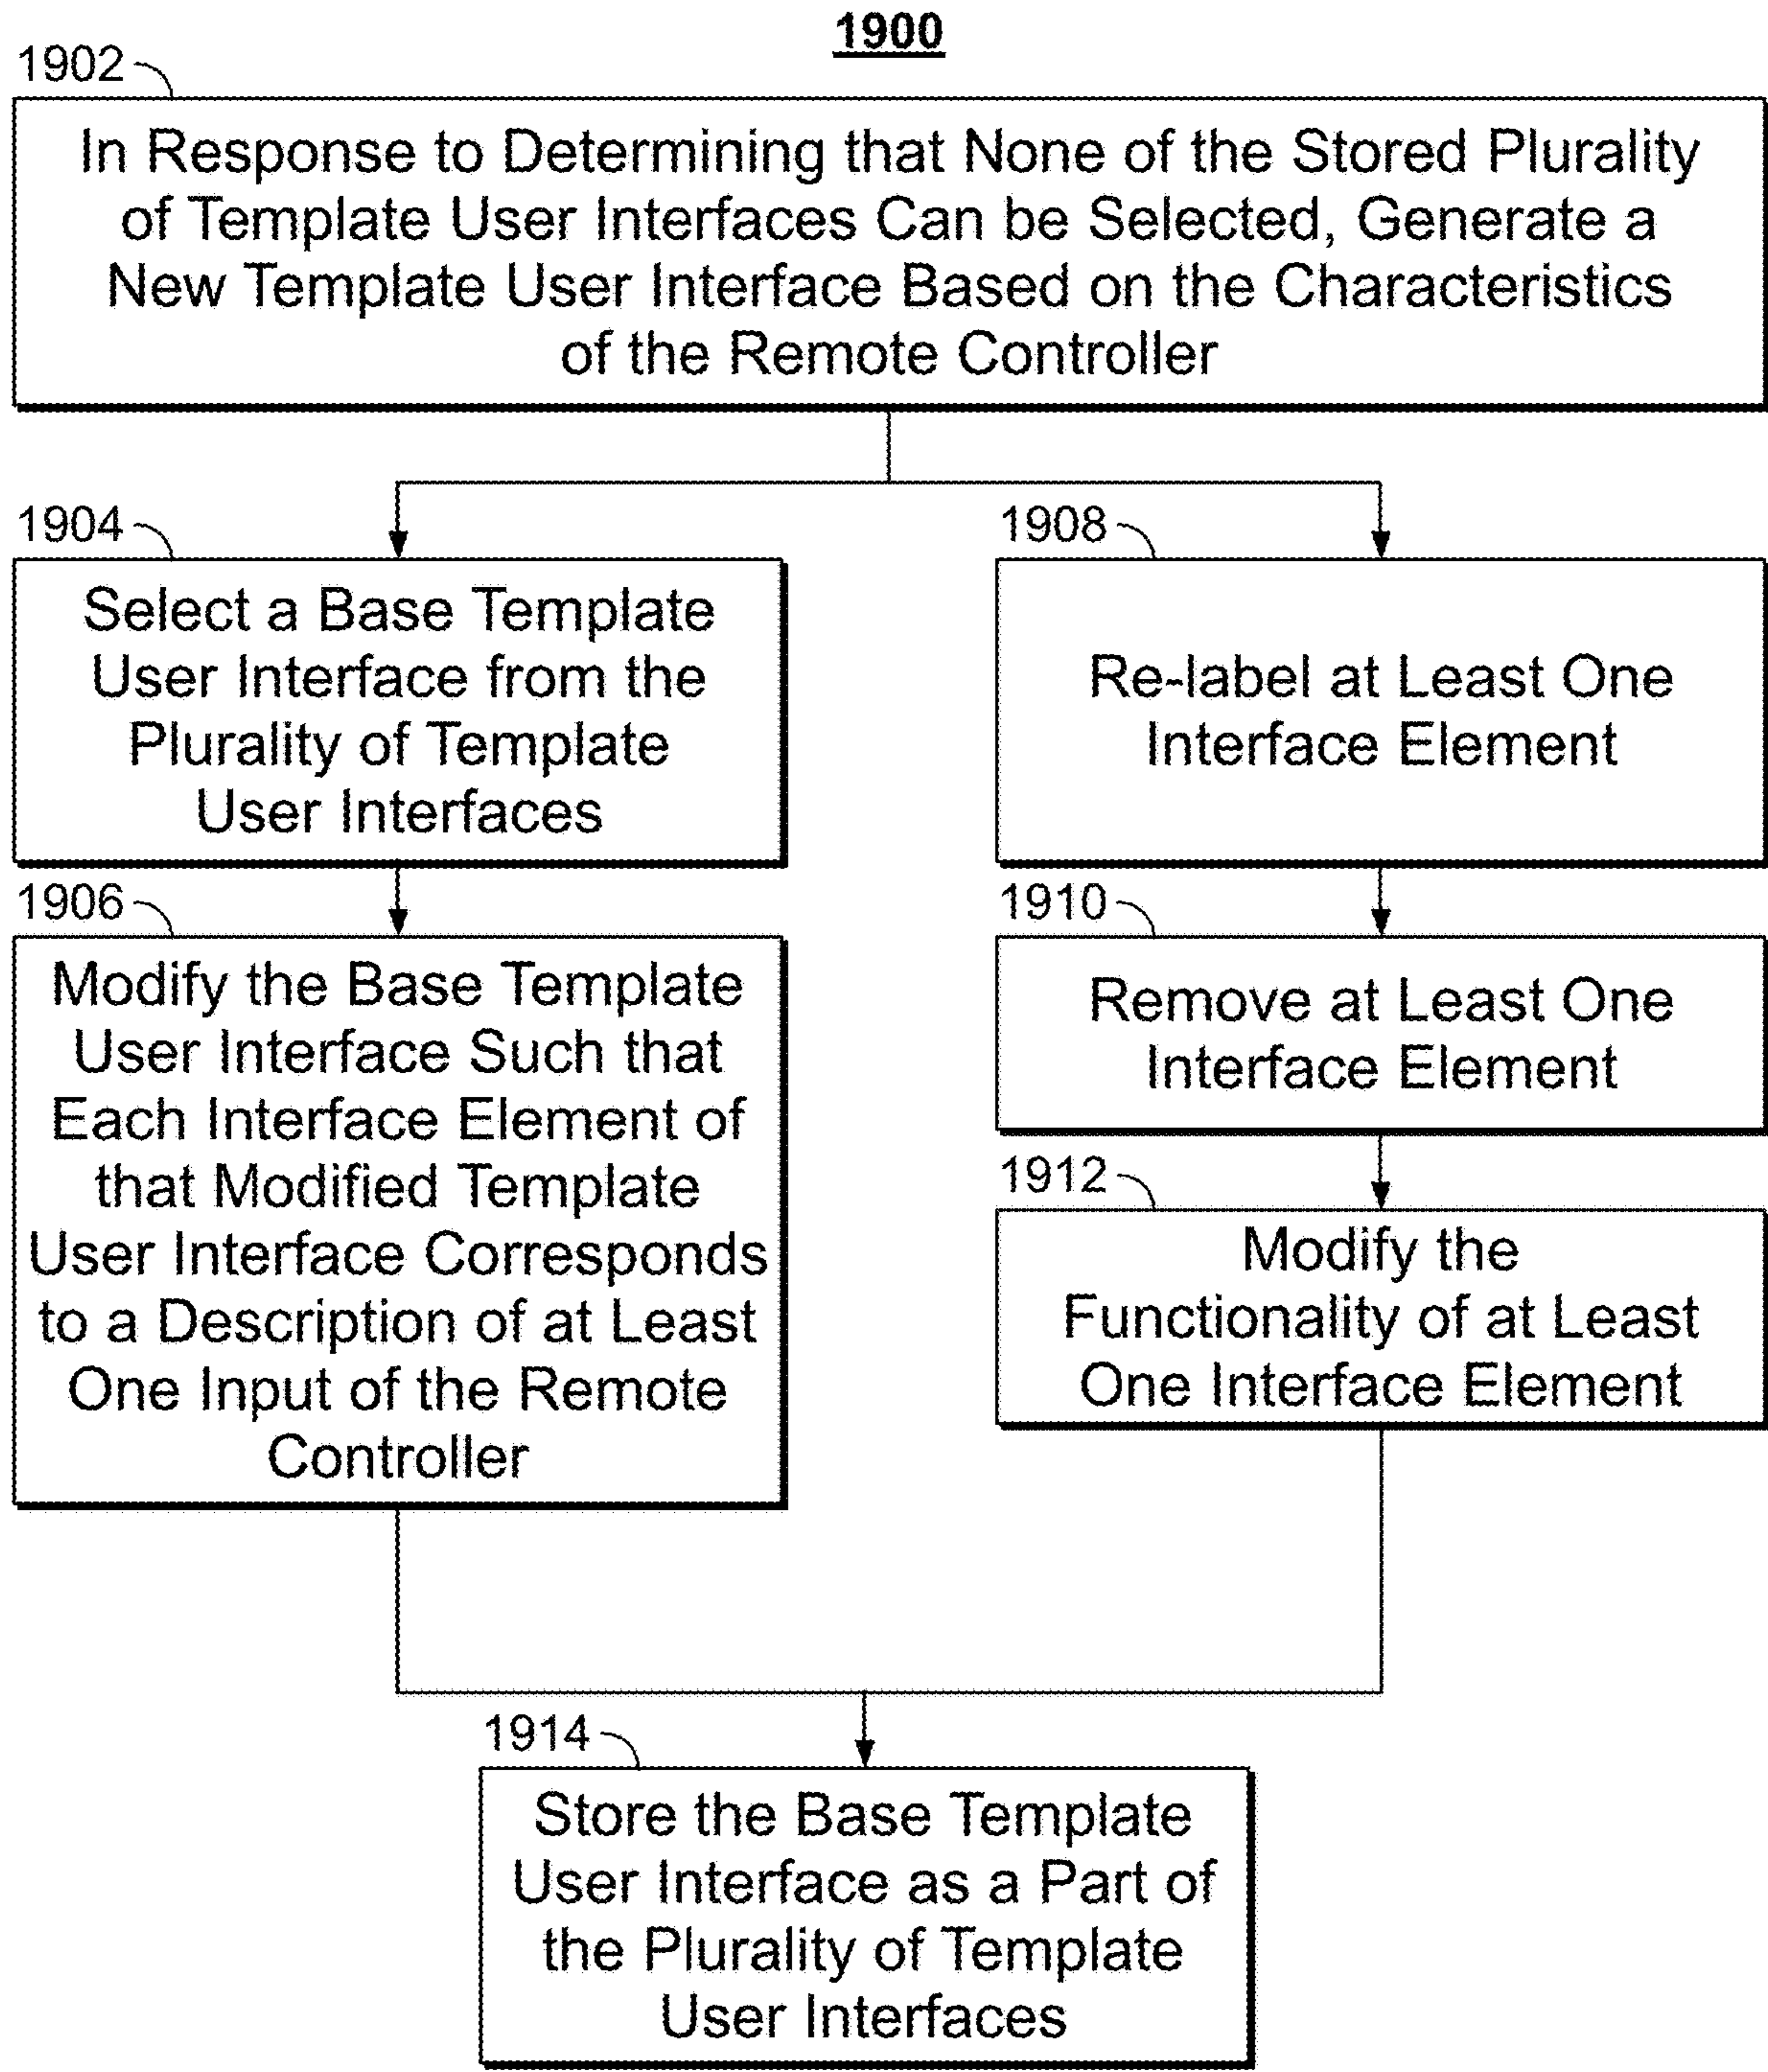 1900
1902
In Response to Determining that None of the Stored Plurality
of Template User Interfaces Can be Selected, Generate a
New Template User Interface Based on the Characteristics
of the Remote Controller
1904
Select a Base Template
User Interface from the
Plurality of Template
User Interfaces
1906
Modify the Base Template
User Interface Such that
Each Interface Element of
that Modified Template
User Interface Corresponds
to a Description of at Least
One Input of the Remote
Controller
1908
Re-label at Least One
Interface Element
1910
Remove at Least One
Interface Element
1912
Modify the
Functionality of at Least
One Interface Element
1914
Store the Base Template
User Interface as a Part of
the Plurality of Template
User Interfaces